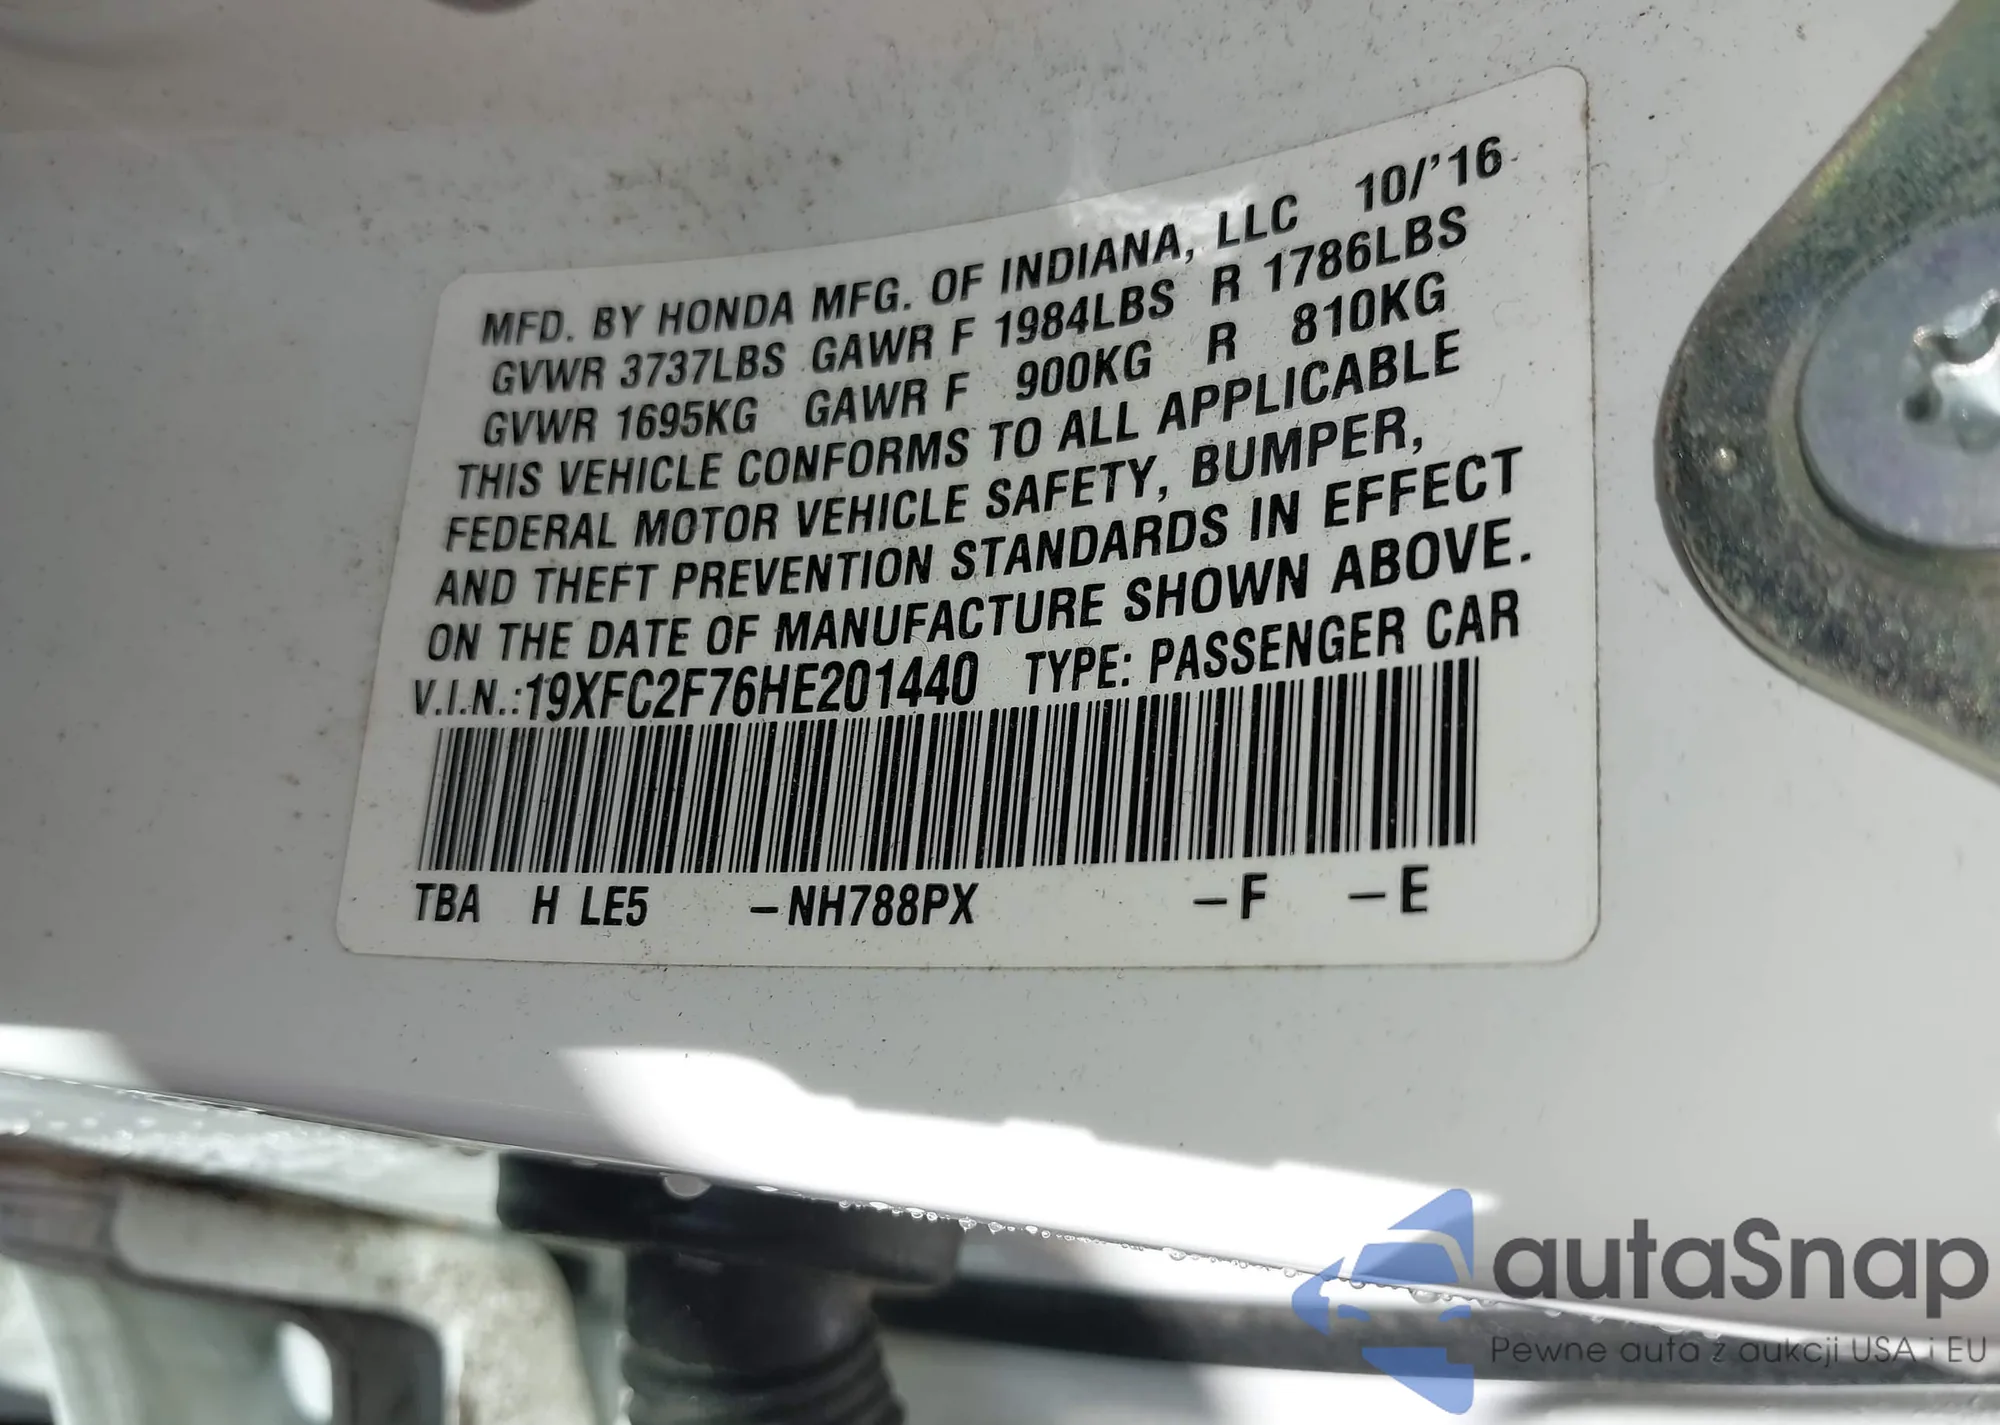 MFD. BY HONDA MFG. OF INDIANA, LLC 10/'16
GVWR 3737LBS GAWR F 1984LBS R 1786LBS
GVWR 1695KG GAWR F 900KG R 810KG
THIS VEHICLE CONFORMS TO ALL APPLICABLE
FEDERAL MOTOR VEHICLE SAFETY, BUMPER,
AND THEFT PREVENTION STANDARDS IN EFFECT
ON THE DATE OF MANUFACTURE SHOWN ABOVE.
V.I.N.:19XFC2F76HE201440 TYPE: PASSENGER CAR
TBA H LE5 –NH788PX –F –E
autaSnap
Pewne auta z aukcji USA i EU